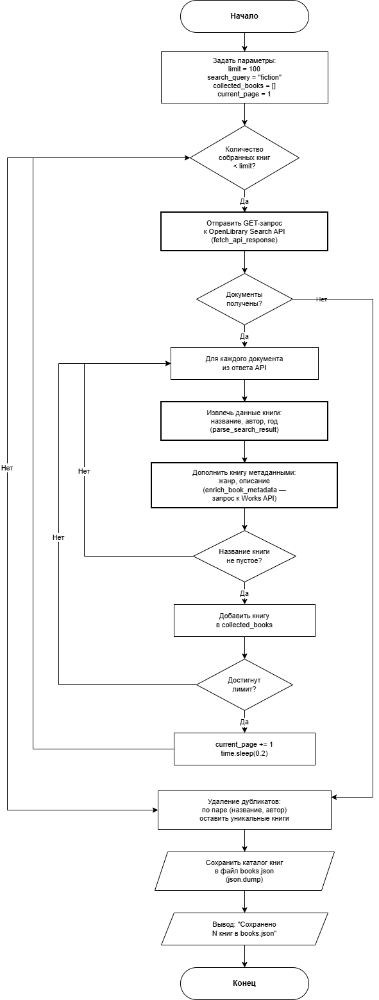 Начало
Задать параметры:
limit = 100
search_query = "fiction"
collected_books = []
current_page = 1
Количество
собранных книг
< limit?
Да
Отправить GET-запрос
к OpenLibrary Search API
(fetch_api_response)
Документы
получены?
Нет
Да
Для каждого документа
из ответа API
Извлечь данные книги:
название, автор, год
(parse_search_result)
Нет
Нет
Дополнить книгу метаданными:
жанр, описание
(enrich_book_metadata —
запрос к Works API)
Нет
Название книги
не пустое?
Да
Добавить книгу
в collected_books
Достигнут
лимит?
Да
current_page += 1
time.sleep(0.2)
Удаление дубликатов:
по паре (название, автор)
оставить уникальные книги
Сохранить каталог книг
в файл books.json
(json.dump)
Вывод: "Сохранено
N книг в books.json"
Конец